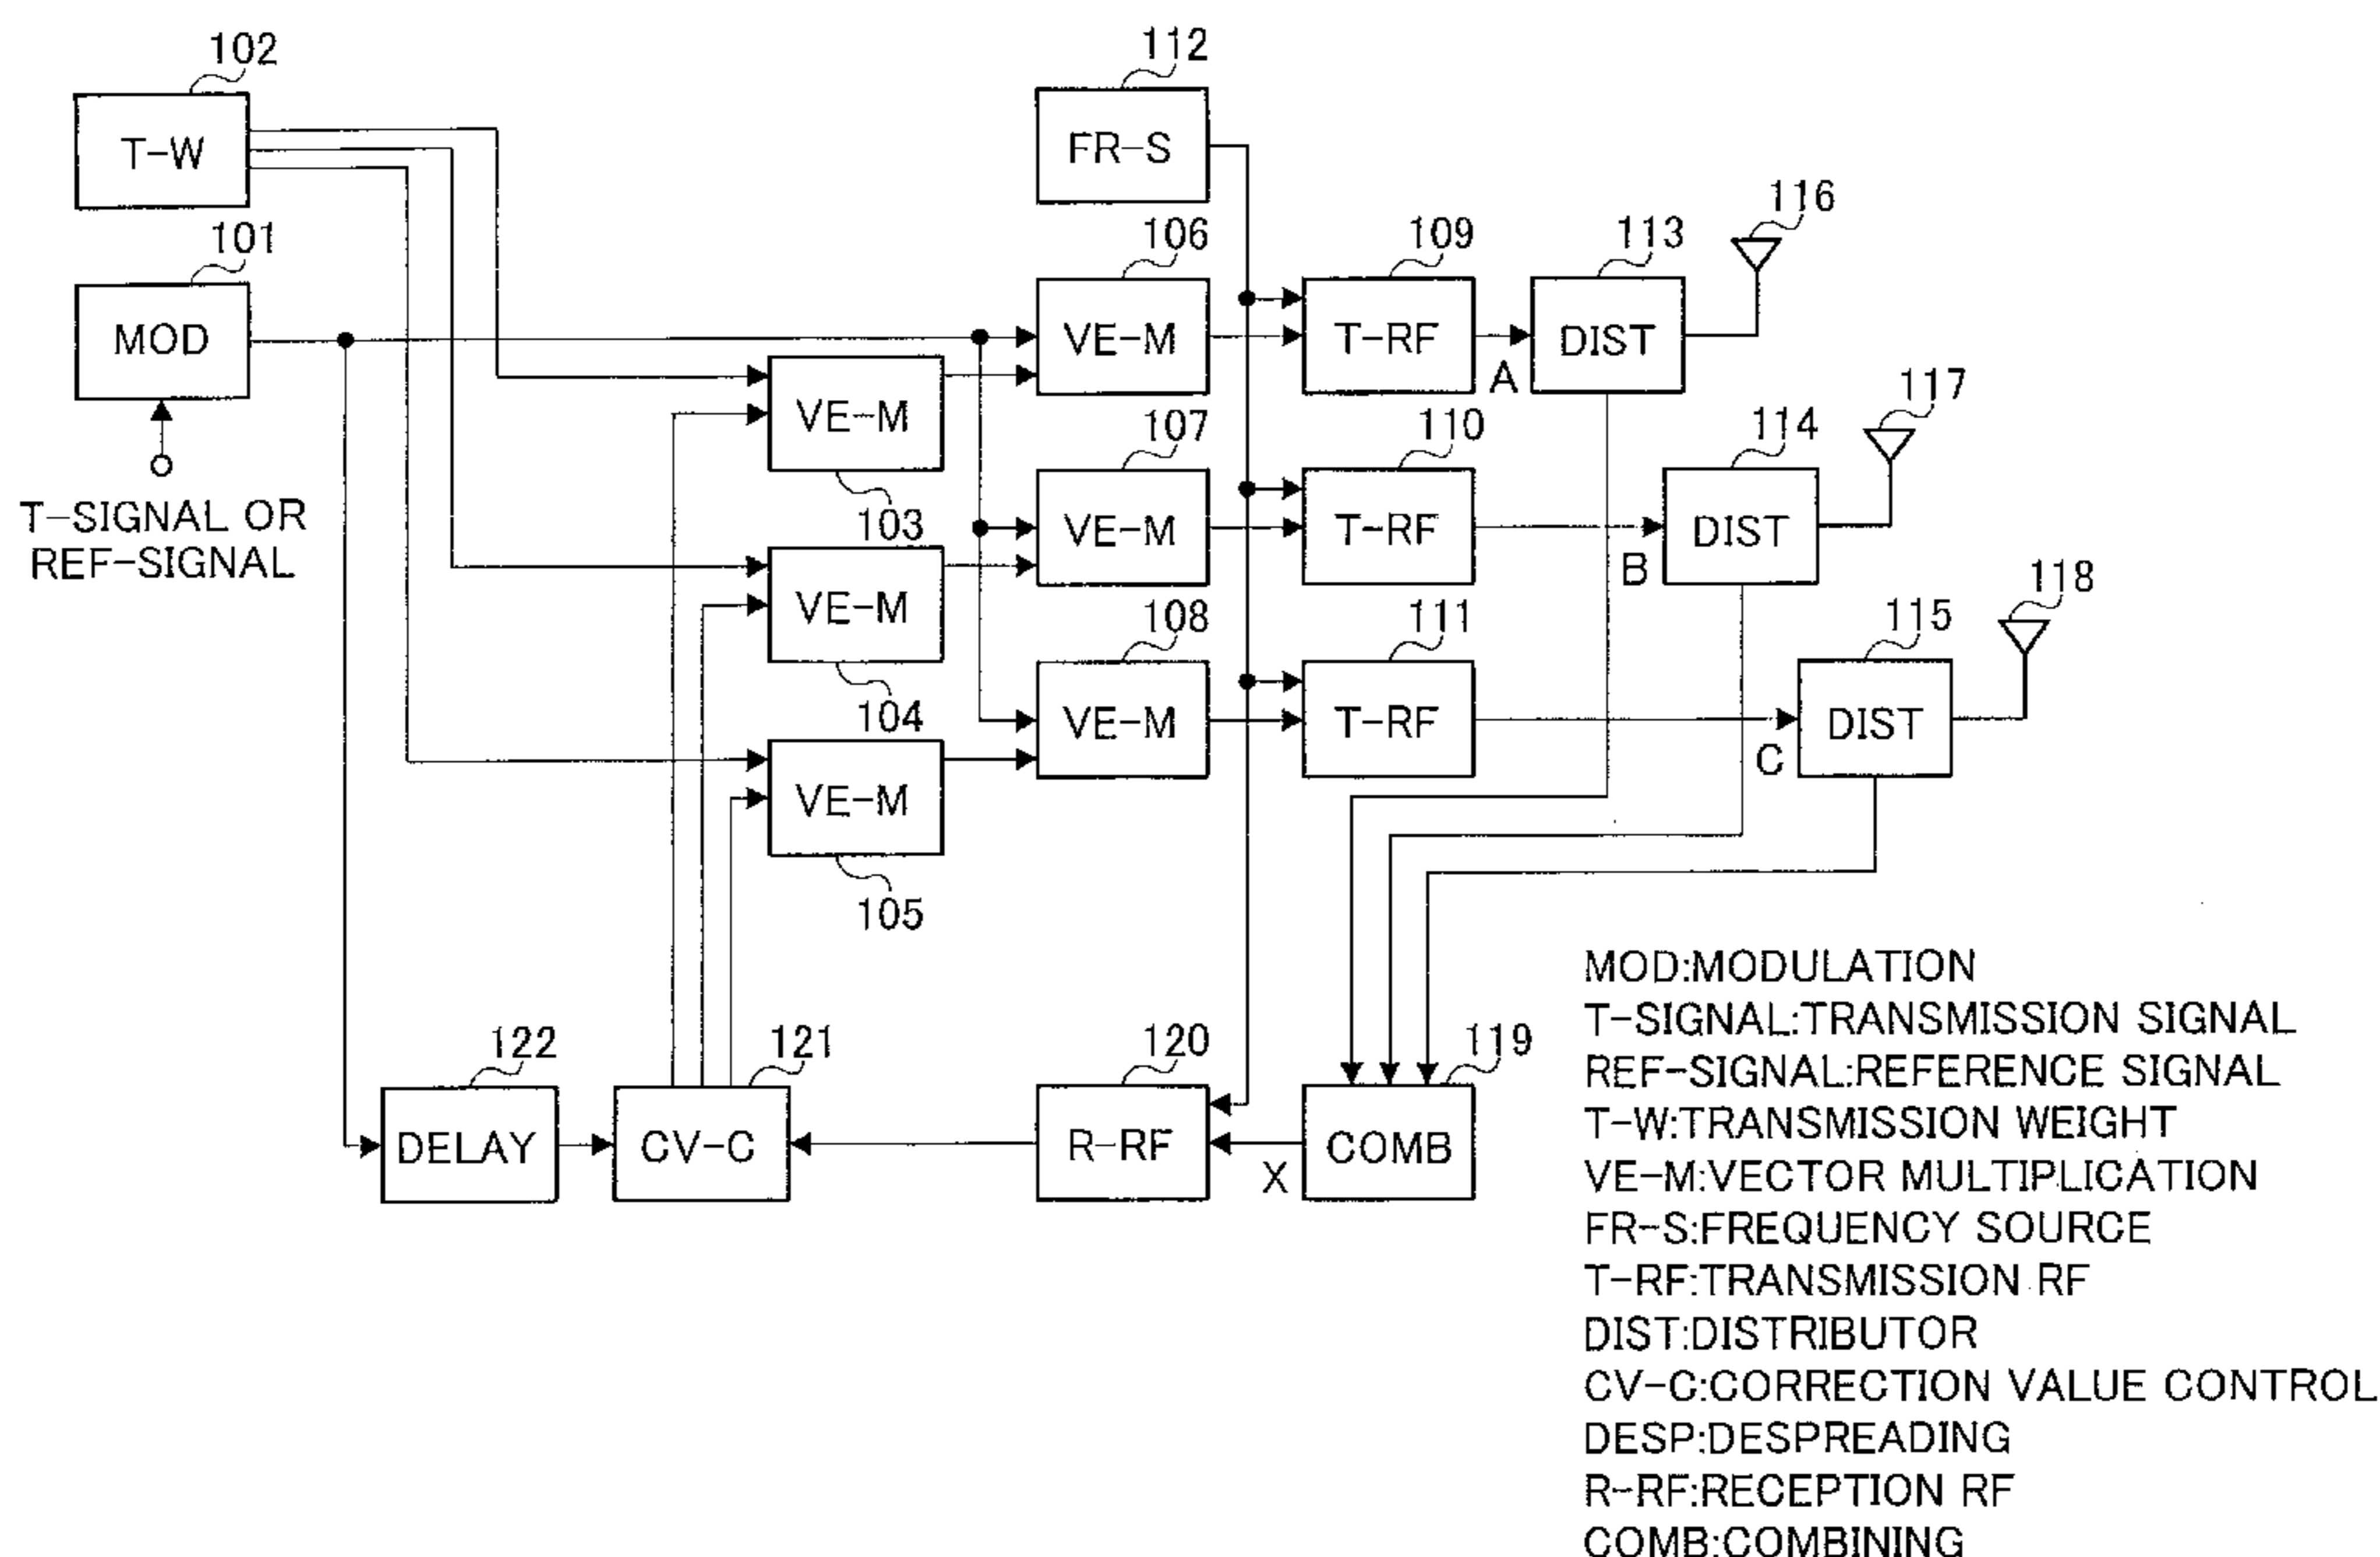 102
112
T-W
FR-S
116
101
106
109
113
MOD
VE-M
T-RF
DIST
A
117
VE-M
107
110
114
T-SIGNAL OR
REF-SIGNAL
103
VE-M
T-RF
DIST
B
118
VE-M
108
111
115
104
VE-M
T-RF
DIST
C
VE-M
105
MOD:MODULATION
T-SIGNAL:TRANSMISSION SIGNAL
122
121
120
119
REF-SIGNAL:REFERENCE SIGNAL
T-W:TRANSMISSION WEIGHT
DELAY
CV-C
R-RF
X
COMB
VE-M:VECTOR MULTIPLICATION
FR-S:FREQUENCY SOURCE
T-RF:TRANSMISSION RF
DIST:DISTRIBUTOR
CV-C:CORRECTION VALUE CONTROL
DESP:DESPREADING
R-RF:RECEPTION RF
COMB:COMBINING